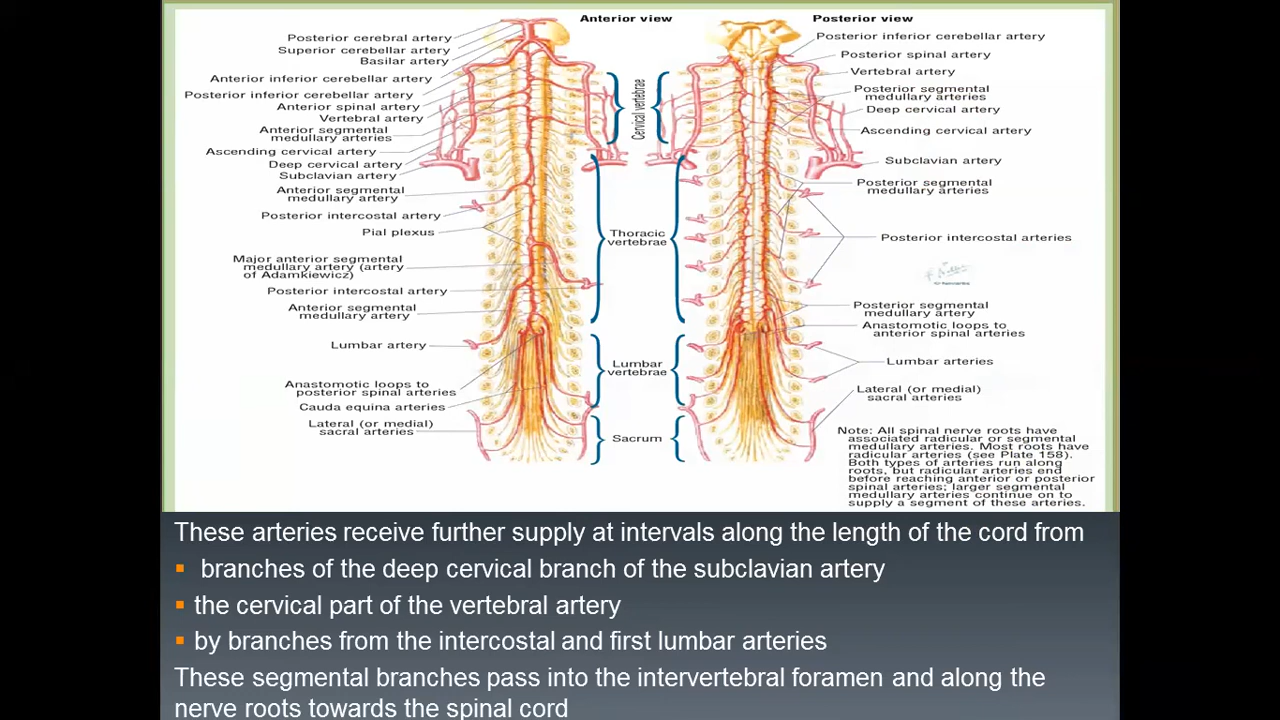 Anterior view
Posterior cerebral artery
Superior cerebellar artery
Basilar artery
Anterior inferior cerebellar artery
Posterior inferior cerebellar artery
Anterior spinal artery
Vertebral artery
Anterior segmental
medullary arteries
Ascending cervical artery
Deep cervical artery
Subclavian artery
Anterior segmental
medullary artery
Posterior intercostal artery
Pial plexus
Major anterior segmental
medullary artery (artery
of Adamkiewicz)
Posterior intercostal artery
Anterior segmental
medullary artery
Lumbar artery
Anastomotic loops to
posterior spinal arteries
Cauda equina arteries
Lateral (or medial)
sacral arteries
Cervical vertebrae
Thoracic
vertebrae
Lumbar
vertebrae
Sacrum
Posterior view
Posterior inferior cerebellar artery
Posterior spinal artery
Vertebral artery
Posterior segmental
medullary arteries
Deep cervical artery
Ascending cervical artery
Subclavian artery
Posterior segmental
medullary arteries
Posterior intercostal arteries
Posterior segmental
medullary artery
Anastomotic loops to
anterior spinal arteries
Lumbar arteries
Lateral (or medial)
sacral arteries
Note: All spinal nerve roots have
associated radicular or segmental
medullary arteries. Most roots have
radicular arteries (see Plate 158).
Both types of arteries run along
roots, but radicular arteries end
before reaching anterior or posterior
spinal arteries; larger segmental
medullary arteries continue on to
supply a segment of these arteries.
These arteries receive further supply at intervals along the length of the cord from
▪ branches of the deep cervical branch of the subclavian artery
▪ the cervical part of the vertebral artery
▪ by branches from the intercostal and first lumbar arteries
These segmental branches pass into the intervertebral foramen and along the
nerve roots towards the spinal cord